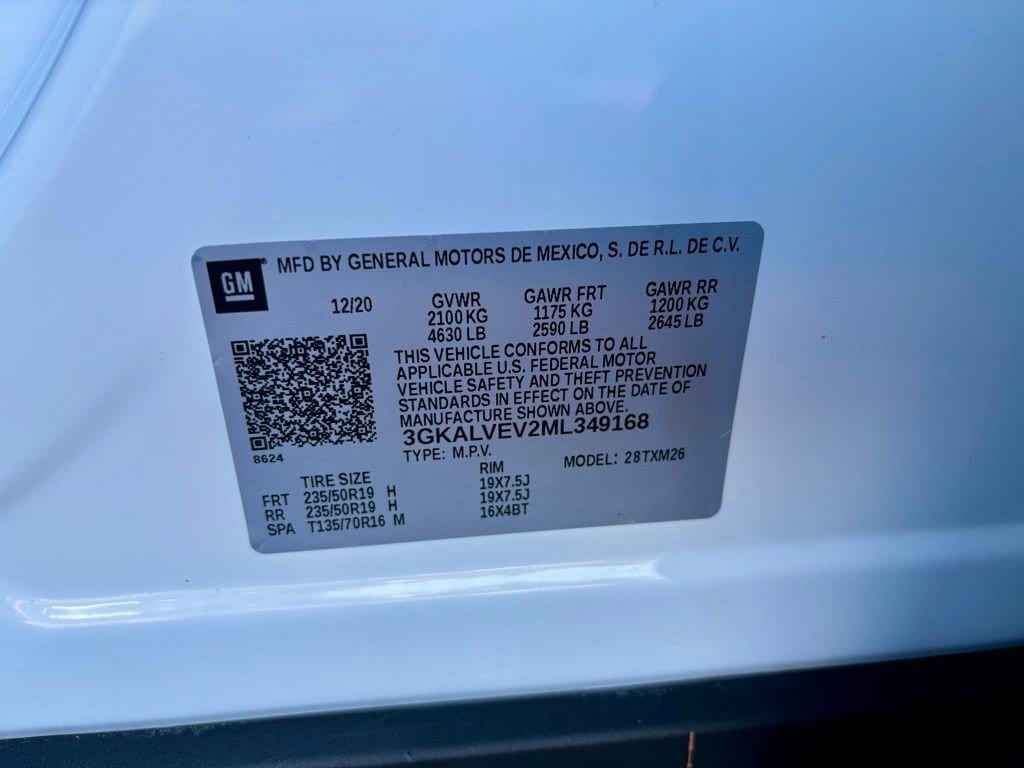 GM
MFD BY GENERAL MOTORS DE MEXICO, S. DE R.L. DE C.V.
12/20
GVWR
2100 KG
4630 LB
GAWR FRT
1175 KG
2590 LB
GAWR RR
1200 KG
2645 LB
THIS VEHICLE CONFORMS TO ALL
APPLICABLE U.S. FEDERAL MOTOR
VEHICLE SAFETY AND THEFT PREVENTION
STANDARDS IN EFFECT ON THE DATE OF
MANUFACTURE SHOWN ABOVE.
3GKALVEV2ML349168
TYPE: M.P.V.
MODEL: 28TXM26
8624
TIRE SIZE RIM
FRT 235/50R19 H 19X7.5J
RR 235/50R19 H 19X7.5J
SPA T135/70R16 M 16X4BT